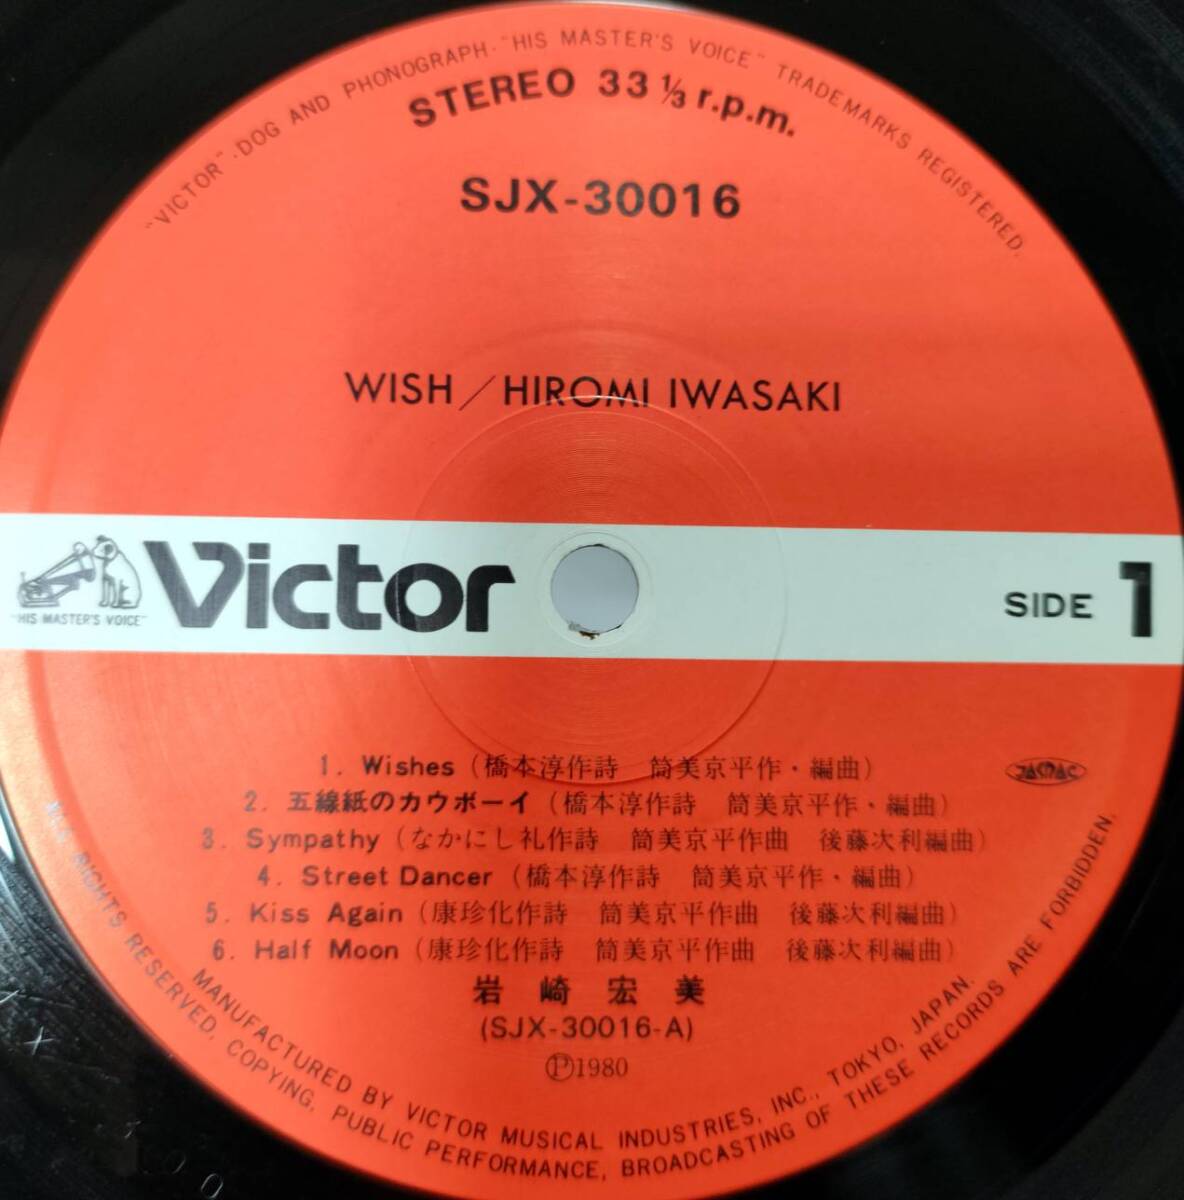 "VICTOR"·DOG AND PHONOGRAPH·"HIS MASTER'S VOICE" TRADEMARKS REGISTERED.
STEREO 33 1/3 r.p.m.
SJX-30016
WISH/HIROMI IWASAKI
"HIS MASTER'S VOICE"
Victor
SIDE 1
1. Wishes (橋本淳作詩 筒美京平作・編曲)
2. 五線紙のカウボーイ (橋本淳作詩 筒美京平作・編曲)
3. Sympathy (なかにし礼作詩 筒美京平作曲 後藤次利編曲)
4. Street Dancer (橋本淳作詩 筒美京平作・編曲)
5. Kiss Again (康珍化作詩 筒美京平作曲 後藤次利編曲)
6. Half Moon (康珍化作詩 筒美京平作曲 後藤次利編曲)
JASRAC
岩崎宏美
(SJX-30016-A)
Ⓟ1980
MANUFACTURED BY VICTOR MUSICAL INDUSTRIES, INC., TOKYO, JAPAN.
ALL RIGHTS RESERVED. COPYING, PUBLIC PERFORMANCE, BROADCASTING OF THESE RECORDS ARE FORBIDDEN.